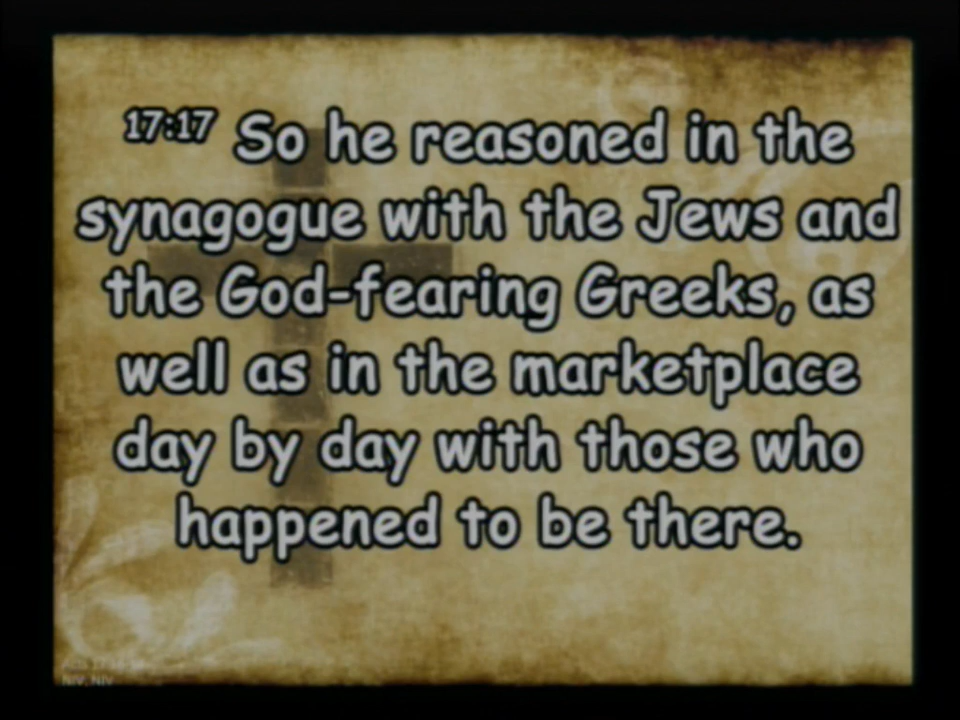 17:17 So he reasoned in the
synagogue with the Jews and
the God-fearing Greeks, as
well as in the marketplace
day by day with those who
happened to be there.
NIV, NIV